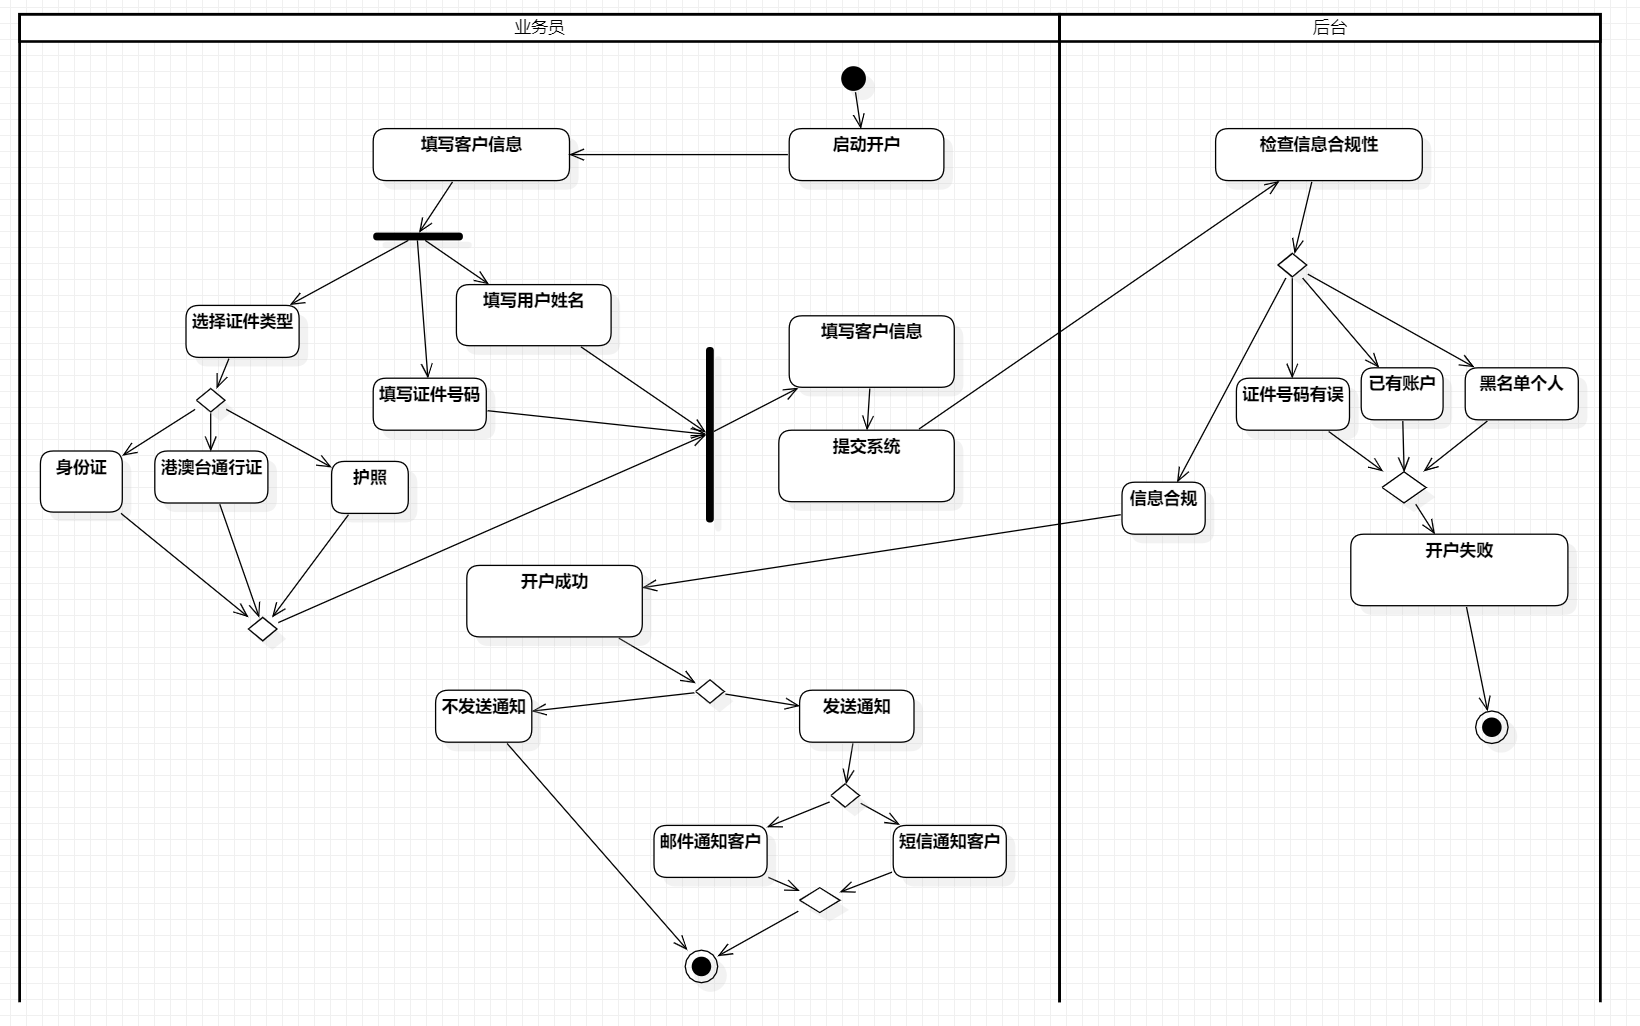 业务员
后台
填写客户信息
启动开户
检查信息合规性
选择证件类型
填写用户姓名
填写客户信息
填写证件号码
证件号码有误
已有账户
黑名单个人
身份证
港澳台通行证
护照
提交系统
信息合规
开户成功
开户失败
不发送通知
发送通知
邮件通知客户
短信通知客户